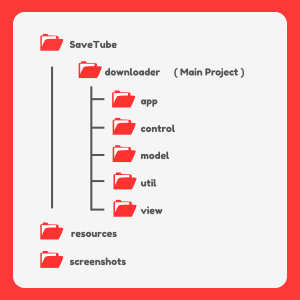 SaveTube
downloader ( Main Project )
app
control
model
util
view
resources
screenshots